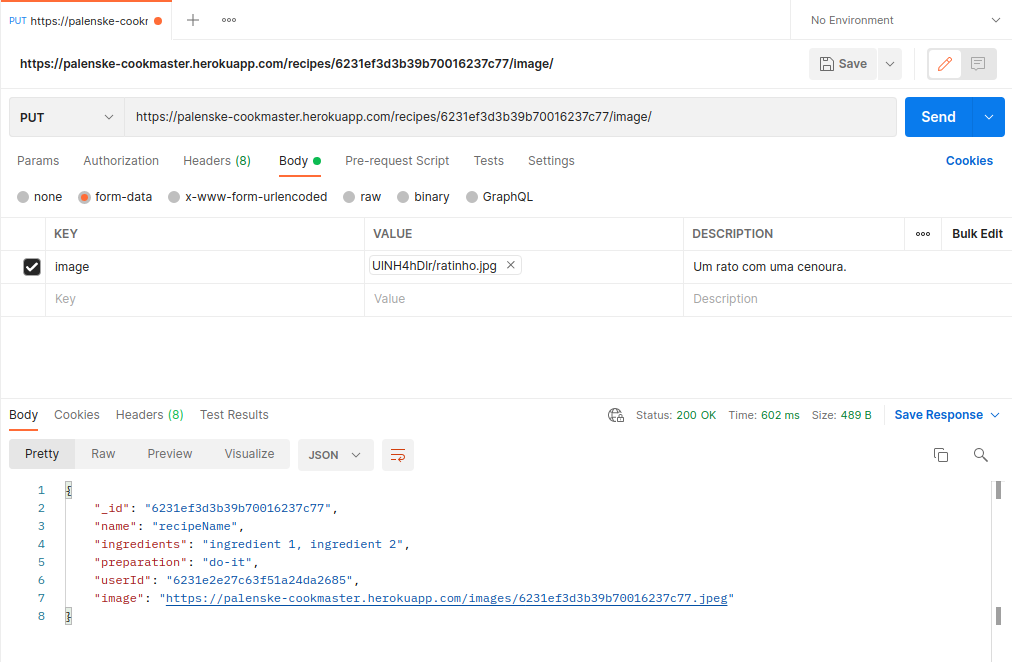 PUT https://palenske-cookr
No Environment
https://palenske-cookmaster.herokuapp.com/recipes/6231ef3d3b39b70016237c77/image/
Save
PUT https://palenske-cookmaster.herokuapp.com/recipes/6231ef3d3b39b70016237c77/image/ Send
Params Authorization Headers (8) Body Pre-request Script Tests Settings Cookies
none form-data x-www-form-urlencoded raw binary GraphQL
KEY VALUE DESCRIPTION Bulk Edit
image UlNH4hDlr/ratinho.jpg Um rato com uma cenoura.
Key Value Description
Body Cookies Headers (8) Test Results Status: 200 OK Time: 602 ms Size: 489 B Save Response
Pretty Raw Preview Visualize JSON
1 {
2 "_id": "6231ef3d3b39b70016237c77",
3 "name": "recipeName",
4 "ingredients": "ingredient 1, ingredient 2",
5 "preparation": "do-it",
6 "userId": "6231e2e27c63f51a24da2685",
7 "image": "https://palenske-cookmaster.herokuapp.com/images/6231ef3d3b39b70016237c77.jpeg"
8 }